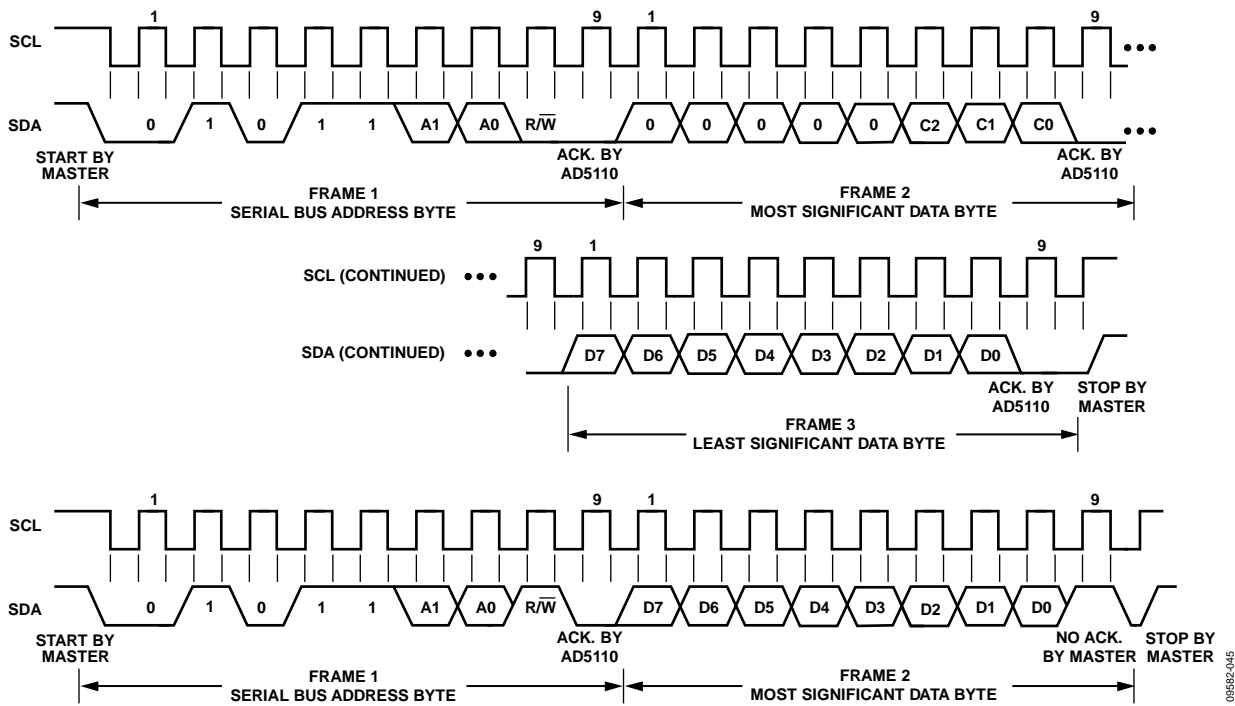 1 9 1 9
SCL
SDA 0 1 0 1 1 A1 A0 R/W̅ 0 0 0 0 0 C2 C1 C0
START BY MASTER
ACK. BY AD5110
ACK. BY AD5110
FRAME 1
SERIAL BUS ADDRESS BYTE
FRAME 2
MOST SIGNIFICANT DATA BYTE
9 1 9
SCL (CONTINUED)
SDA (CONTINUED) D7 D6 D5 D4 D3 D2 D1 D0
ACK. BY AD5110
STOP BY MASTER
FRAME 3
LEAST SIGNIFICANT DATA BYTE
1 9 1 9
SCL
SDA 0 1 0 1 1 A1 A0 R/W̅ D7 D6 D5 D4 D3 D2 D1 D0
START BY MASTER
ACK. BY AD5110
NO ACK. BY MASTER
STOP BY MASTER
FRAME 1
SERIAL BUS ADDRESS BYTE
FRAME 2
MOST SIGNIFICANT DATA BYTE
09582-045